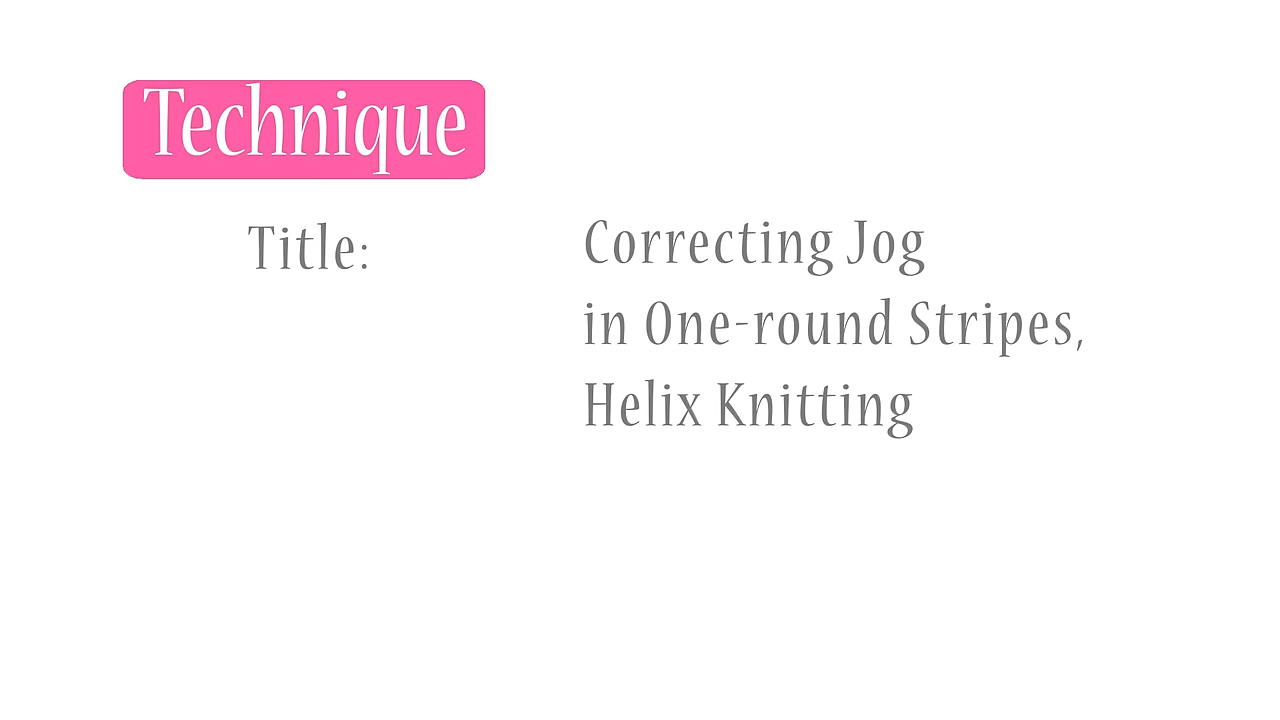 Technique
Title:
Correcting Jog
in One-round Stripes,
Helix Knitting